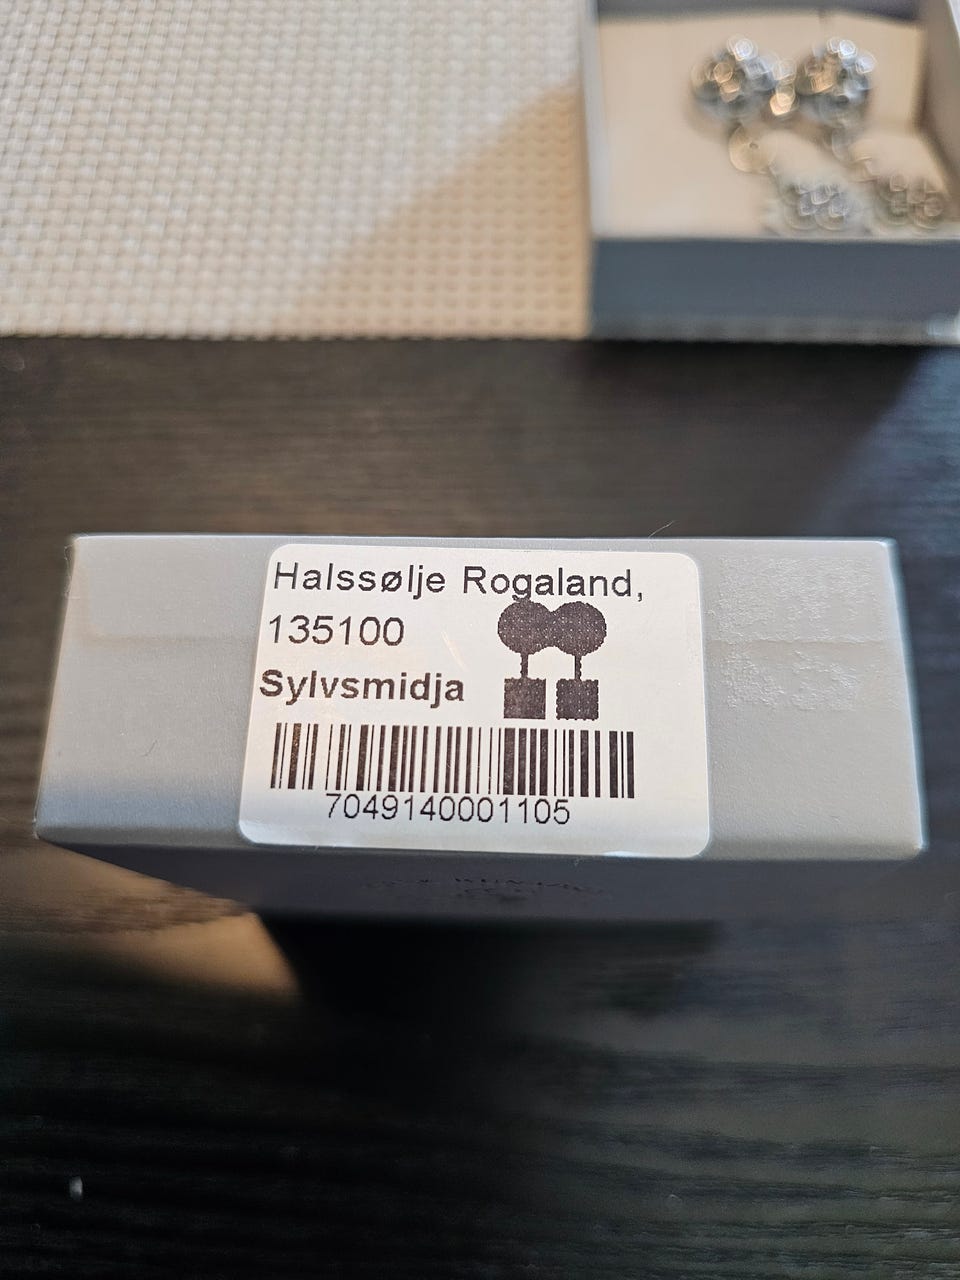 Halssølje Rogaland,
135100
Sylvsmidja
7049140001105